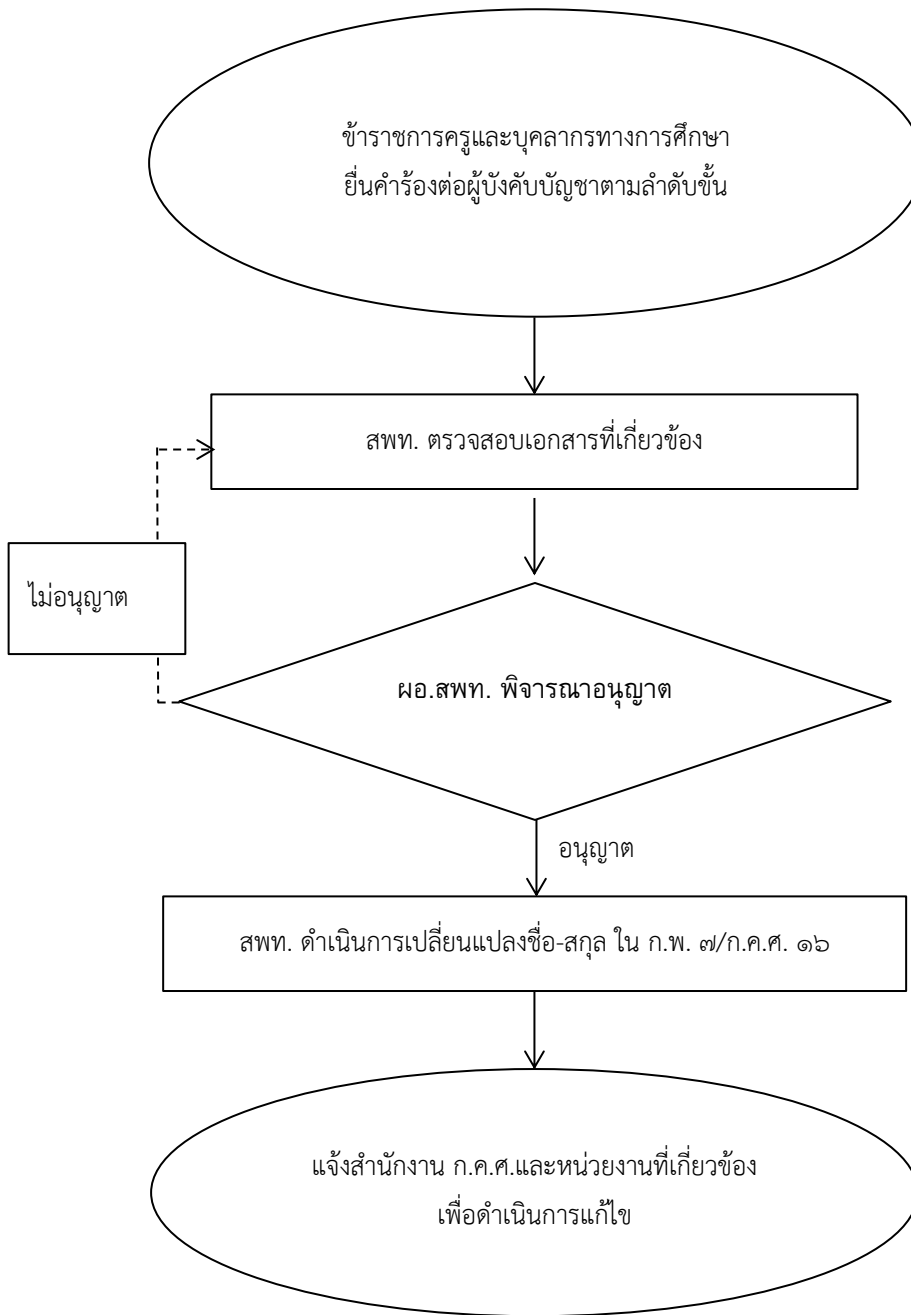 ข้าราชการครูและบุคลากรทางการศึกษา
ยื่นคำร้องต่อผู้บังคับบัญชาตามลำดับขั้น
สพท. ตรวจสอบเอกสารที่เกี่ยวข้อง
ไม่อนุญาต
ผอ.สพท. พิจารณาอนุญาต
อนุญาต
สพท. ดำเนินการเปลี่ยนแปลงชื่อ-สกุล ใน ก.พ. ๗/ก.ค.ศ. ๑๖
แจ้งสำนักงาน ก.ค.ศ.และหน่วยงานที่เกี่ยวข้อง
เพื่อดำเนินการแก้ไข